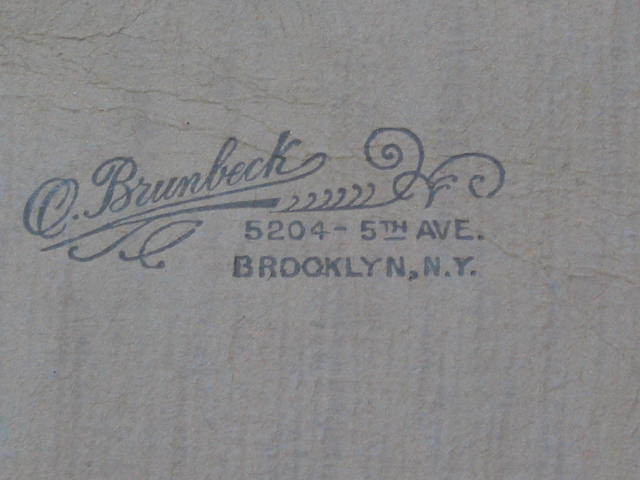 O. Brunbeck
5204 - 5TH AVE.
BROOKLYN, N.Y.